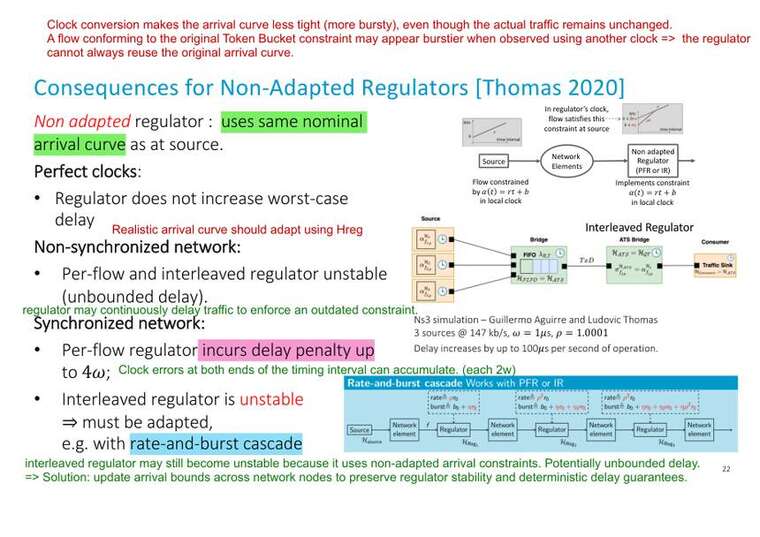 Clock conversion makes the arrival curve less tight (more bursty), even though the actual traffic remains unchanged.
A flow conforming to the original Token Bucket constraint may appear burstier when observed using another clock => the regulator
cannot always reuse the original arrival curve.
Consequences for Non-Adapted Regulators [Thomas 2020]
Non adapted regulator : uses same nominal
arrival curve as at source.
Perfect clocks:
• Regulator does not increase worst-case
delay
Realistic arrival curve should adapt using Hreg
Non-synchronized network:
• Per-flow and interleaved regulator unstable
(unbounded delay).
regulator may continuously delay traffic to enforce an outdated constraint.
Synchronized network:
• Per-flow regulator incurs delay penalty up
to 4ω;
Clock errors at both ends of the timing interval can accumulate. (each 2w)
• Interleaved regulator is unstable
⇒ must be adapted,
e.g. with rate-and-burst cascade
interleaved regulator may still become unstable because it uses non-adapted arrival constraints. Potentially unbounded delay.
=> Solution: update arrival bounds across network nodes to preserve regulator stability and deterministic delay guarantees.
In regulator's clock,
flow satisfies this
constraint at source
time interval
time interval
Source
Network
Elements
Non adapted
Regulator
(PFR or IR)
Flow constrained
by a(t) = rt + b
in local clock
Implements constraint
a(t) = rt + b
in local clock
Interleaved Regulator
Source
Bridge
ATS Bridge
Consumer
FIFO
TaD
Traffic Sink
Ns3 simulation – Guillermo Aguirre and Ludovic Thomas
3 sources @ 147 kb/s, ω = 1μs, ρ = 1.0001
Delay increases by up to 100μs per second of operation.
Rate-and-burst cascade Works with PFR or IR
Source
Network
element
f
Regulator
Network
element
Regulator
Network
element
Regulator
Network
element
22